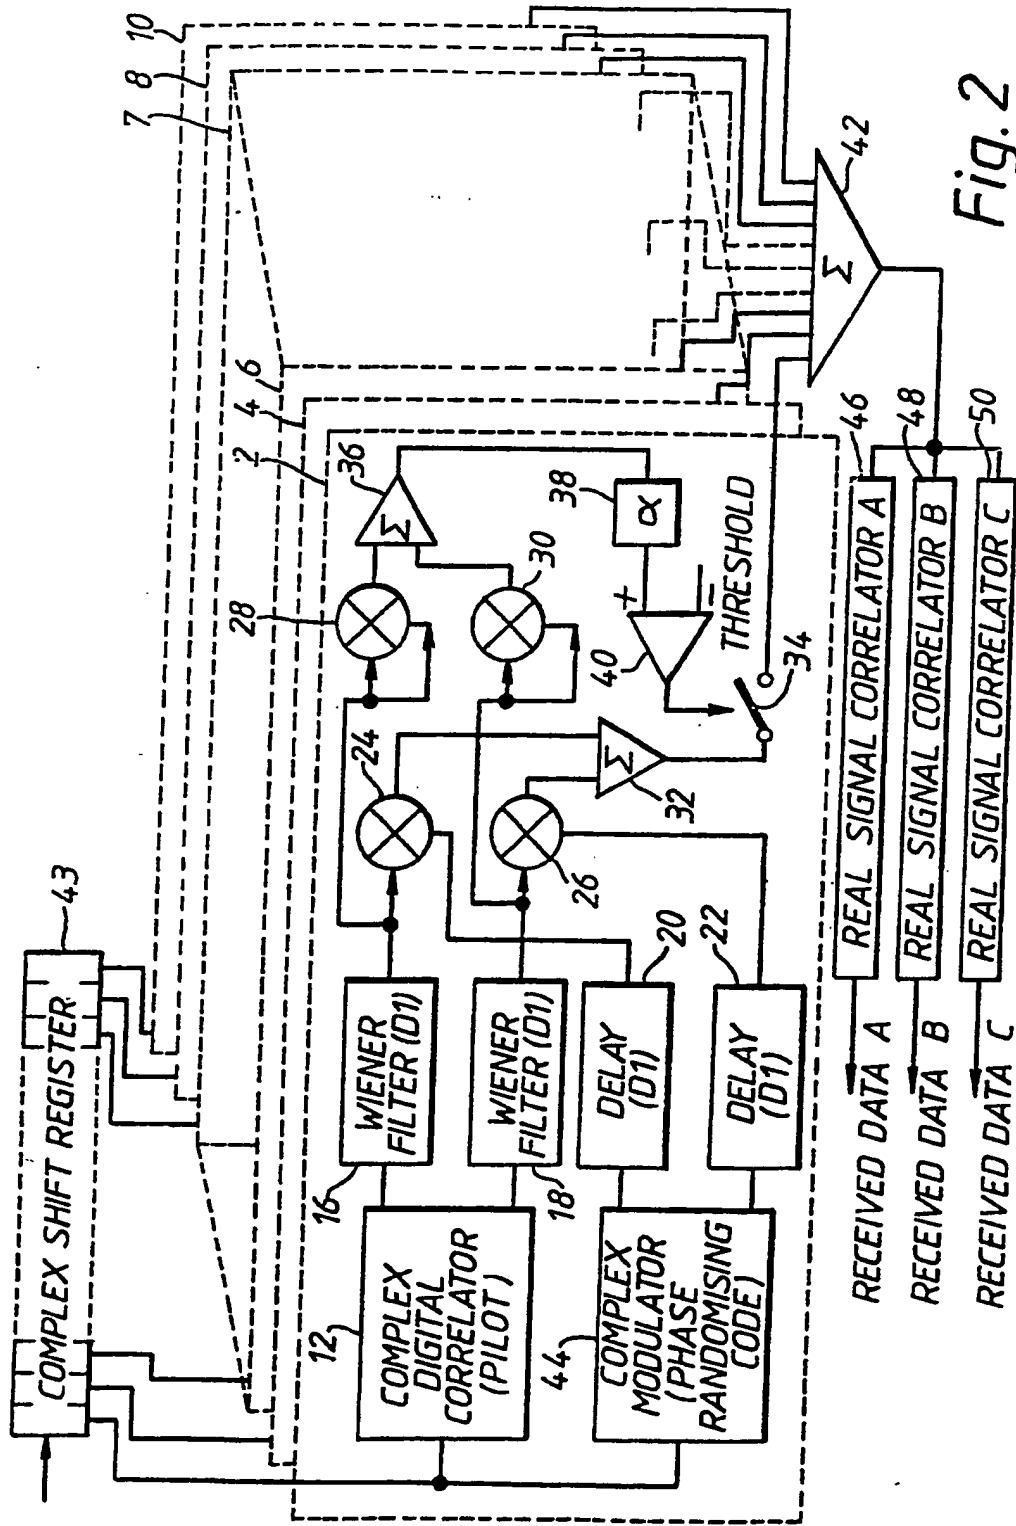 COMPLEX SHIFT REGISTER
43
10
8
7
6
4
2
12
COMPLEX
DIGITAL
CORRELATOR
(PILOT)
16
WIENER
FILTER (D1)
18
WIENER
FILTER (D1)
44
COMPLEX
MODULATOR
(PHASE
RANDOMISING
CODE)
20
DELAY
(D1)
22
DELAY
(D1)
24
26
28
30
Σ
32
Σ
36
α
38
+
−
40
THRESHOLD
34
Σ
42
REAL SIGNAL CORRELATOR A
46
REAL SIGNAL CORRELATOR B
48
REAL SIGNAL CORRELATOR C
50
RECEIVED DATA A
RECEIVED DATA B
RECEIVED DATA C
Fig. 2